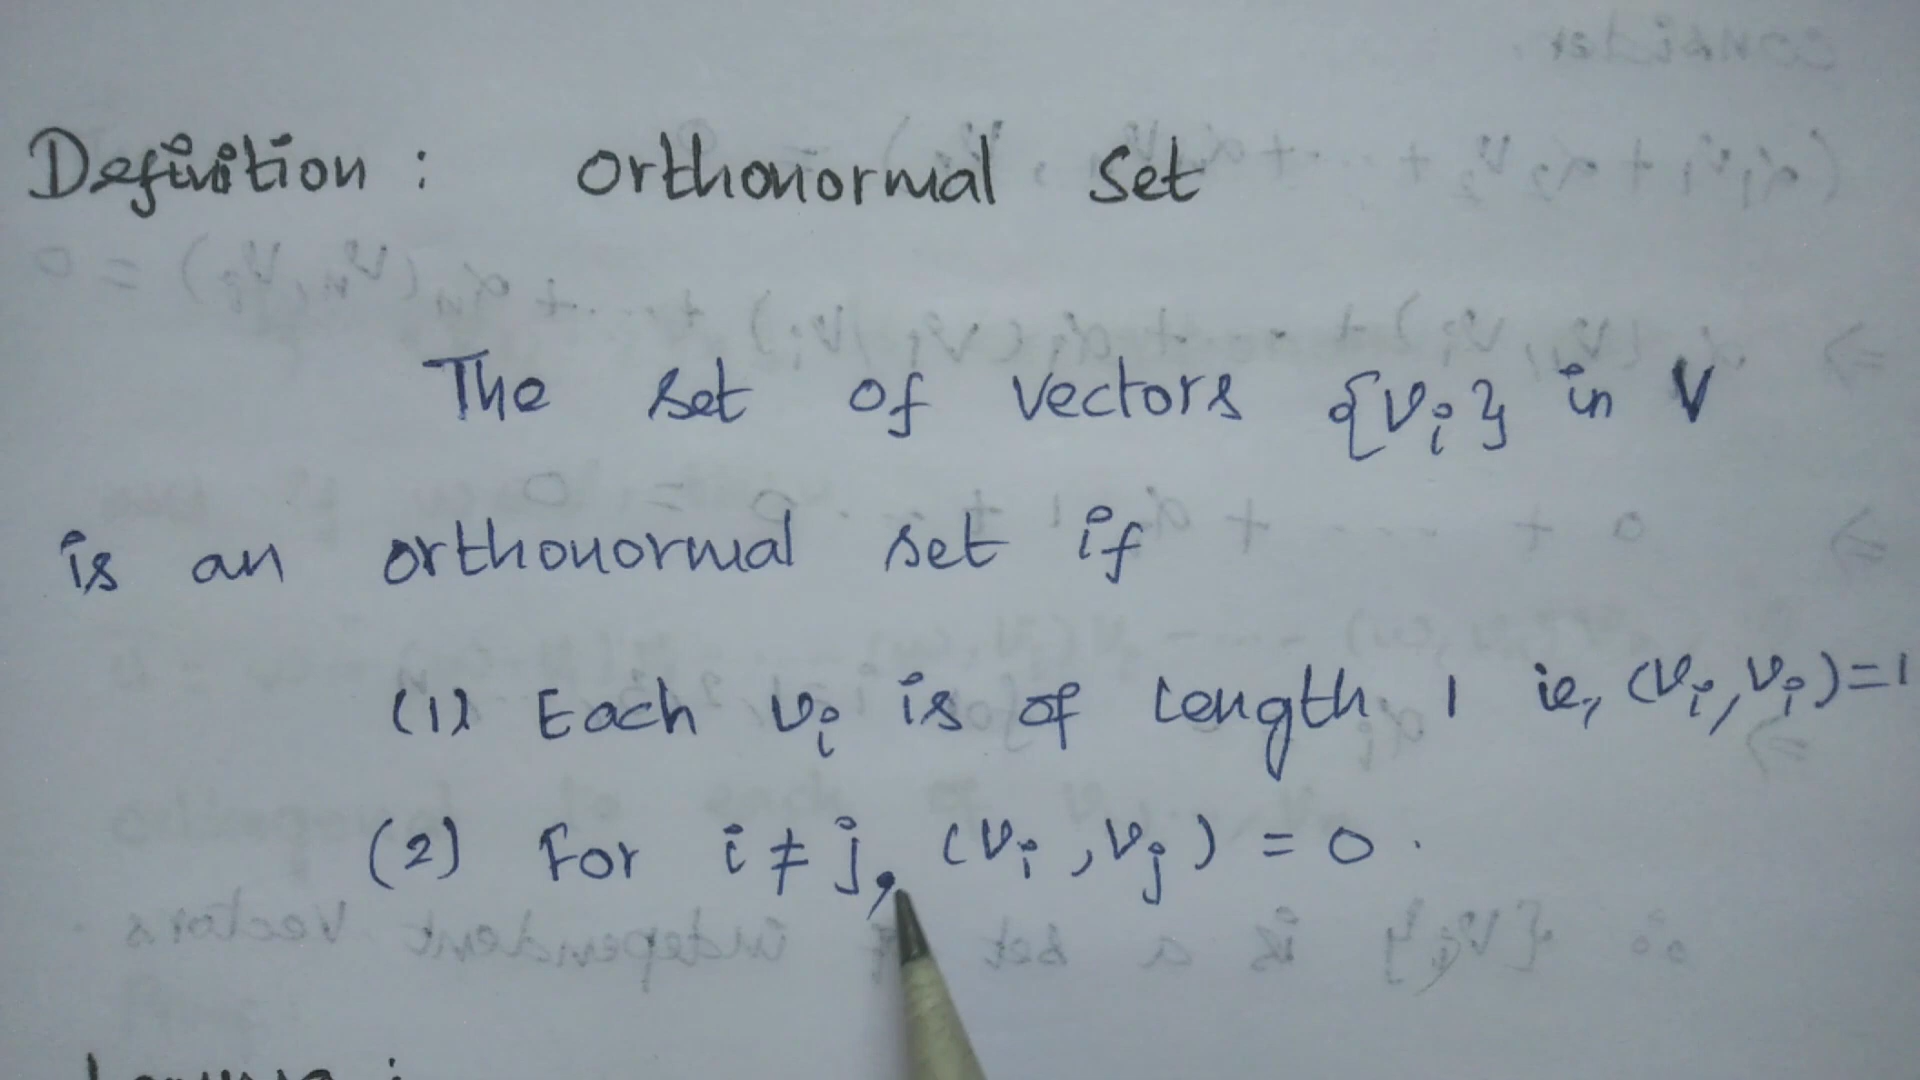 Definition: Orthonormal Set
The set of vectors {vᵢ} in V
is an orthonormal set if
(1) Each vᵢ is of length 1 ie, (vᵢ, vᵢ)=1
(2) For i ≠ j, (vᵢ, vⱼ) = 0.